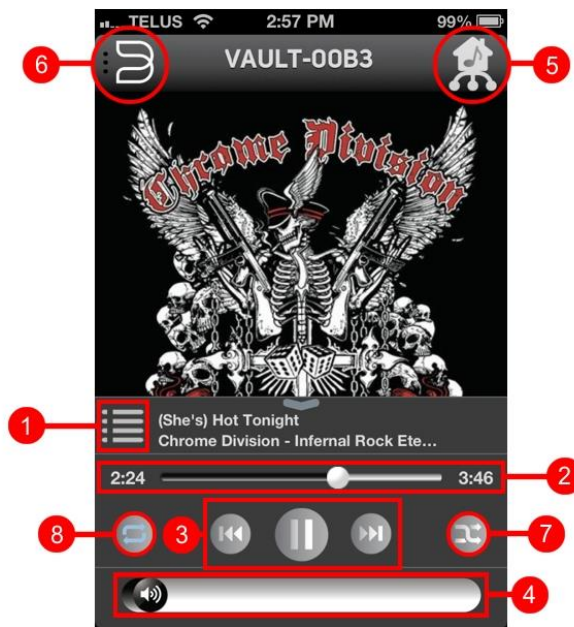 TELUS 2:57 PM 99%
6 VAULT-00B3 5
Chrome Division
1 (She's) Hot Tonight
Chrome Division - Infernal Rock Ete...
2:24 3:46 2
8 3 7
4